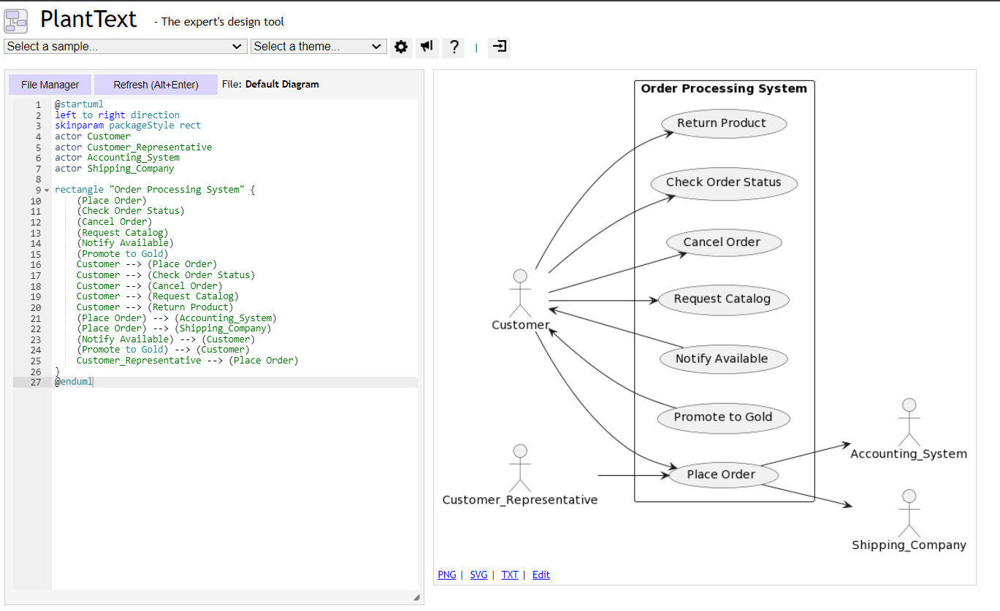 PlantText - The expert's design tool
Select a sample... Select a theme... ? |
File Manager Refresh (Alt+Enter) File: Default Diagram
1 @startuml
2 left to right direction
3 skinparam packageStyle rect
4 actor Customer
5 actor Customer_Representative
6 actor Accounting_System
7 actor Shipping_Company
8
9 rectangle "Order Processing System" {
10 (Place Order)
11 (Check Order Status)
12 (Cancel Order)
13 (Request Catalog)
14 (Notify Available)
15 (Promote to Gold)
16 Customer --> (Place Order)
17 Customer --> (Check Order Status)
18 Customer --> (Cancel Order)
19 Customer --> (Request Catalog)
20 Customer --> (Return Product)
21 (Place Order) --> (Accounting_System)
22 (Place Order) --> (Shipping_Company)
23 (Notify Available) --> (Customer)
24 (Promote to Gold) --> (Customer)
25 Customer_Representative --> (Place Order)
26 }
27 @enduml
Order Processing System
Return Product
Check Order Status
Cancel Order
Request Catalog
Customer
Notify Available
Promote to Gold
Accounting_System
Place Order
Customer_Representative
Shipping_Company
PNG | SVG | TXT | Edit